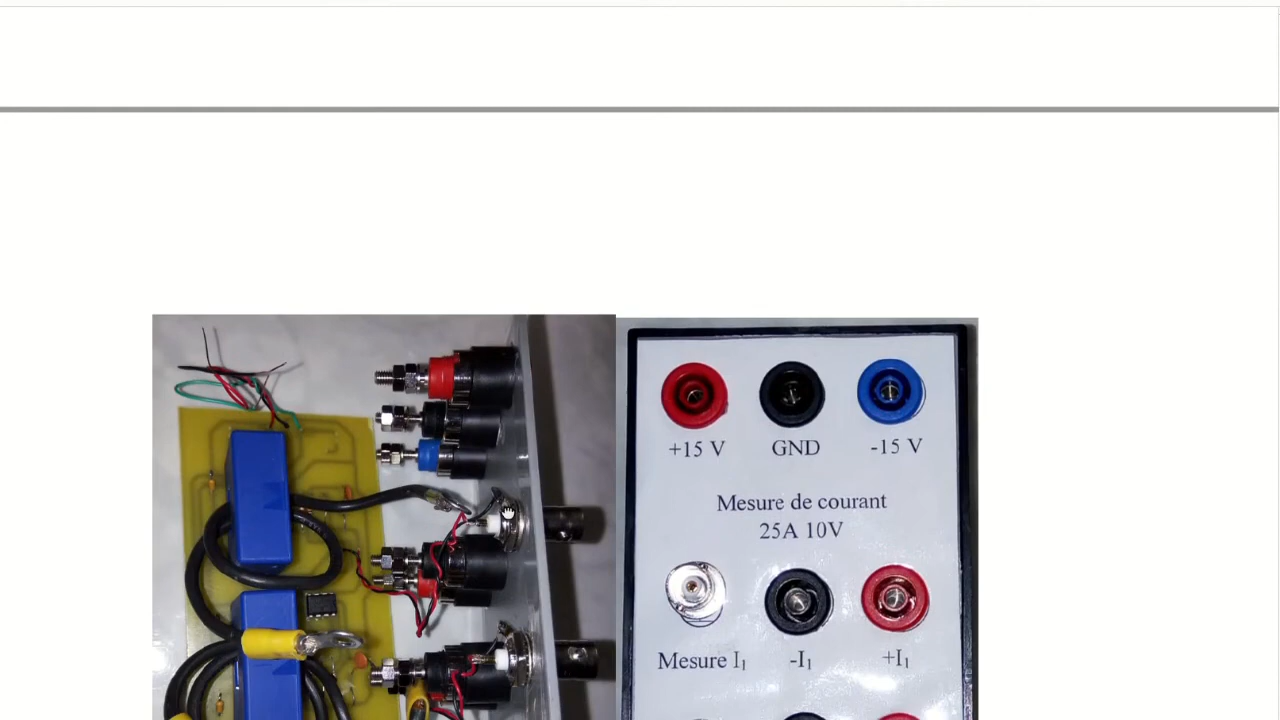 +15 V GND -15 V
Mesure de courant
25A 10V
Mesure I₁ -I₁ +I₁